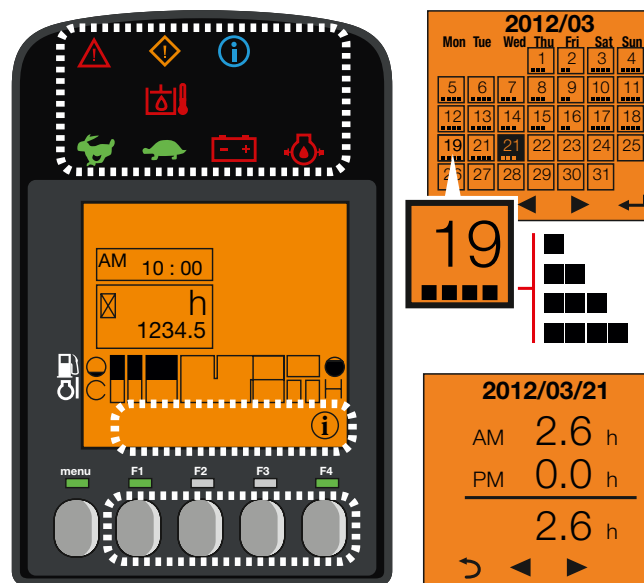 AM 10 : 00
h
1234.5
C H
i
menu F1 F2 F3 F4
2012/03
Mon Tue Wed Thu Fri Sat Sun
1 2 3 4
5 6 7 8 9 10 11
12 13 14 15 16 17 18
19 21 21 22 23 24 25
26 27 28 29 30 31
19
2012/03/21
AM 2.6 h
PM 0.0 h
2.6 h